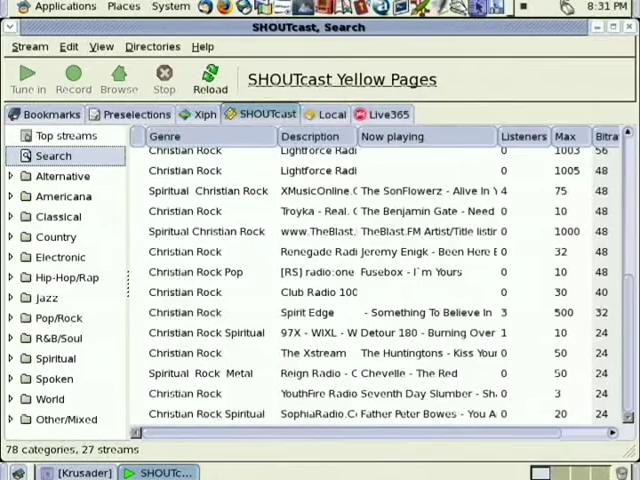 Applications Places System 8:31 PM
SHOUTcast, Search
Stream Edit View Directories Help
Tune in Record Browse Stop Reload SHOUTcast Yellow Pages
Bookmarks Preselections Xiph SHOUTcast Local Live365
Top streams
Search
Alternative
Americana
Classical
Country
Electronic
Hip-Hop/Rap
Jazz
Pop/Rock
R&B/Soul
Spiritual
Spoken
World
Other/Mixed
Genre Description Now playing Listeners Max Bitra
Christian Rock Lightforce Radi 0 1003 56
Christian Rock Lightforce Radi 0 1005 48
Spiritual Christian Rock XMusicOnline.C The SonFlowerz - Alive In Y 4 75 48
Christian Rock Troyka - Real. C The Benjamin Gate - Need 0 10 48
Spiritual Christian Rock www.TheBlast. TheBlast.FM Artist/Title listi 0 1000 48
Christian Rock Renegade Radi Jeremy Enigk - Been Here B 0 32 48
Christian Rock Pop [RS] radio:one Fusebox - I`m Yours 0 10 48
Christian Rock Club Radio 100 0 30 40
Christian Rock Spirit Edge - Something To Believe In 3 500 32
Christian Rock Spiritual 97X - WIXL - W Detour 180 - Burning Over 1 10 24
Christian Rock The Xstream The Huntingtons - Kiss Your 0 50 24
Spiritual Rock Metal Reign Radio - C Chevelle - The Red 0 50 24
Christian Rock YouthFire Radio Seventh Day Slumber - Sha 0 3 24
Christian Rock Spiritual SophiaRadio.Co Father Peter Bowes - You A 0 20 24
78 categories, 27 streams
[Krusader] SHOUTc...